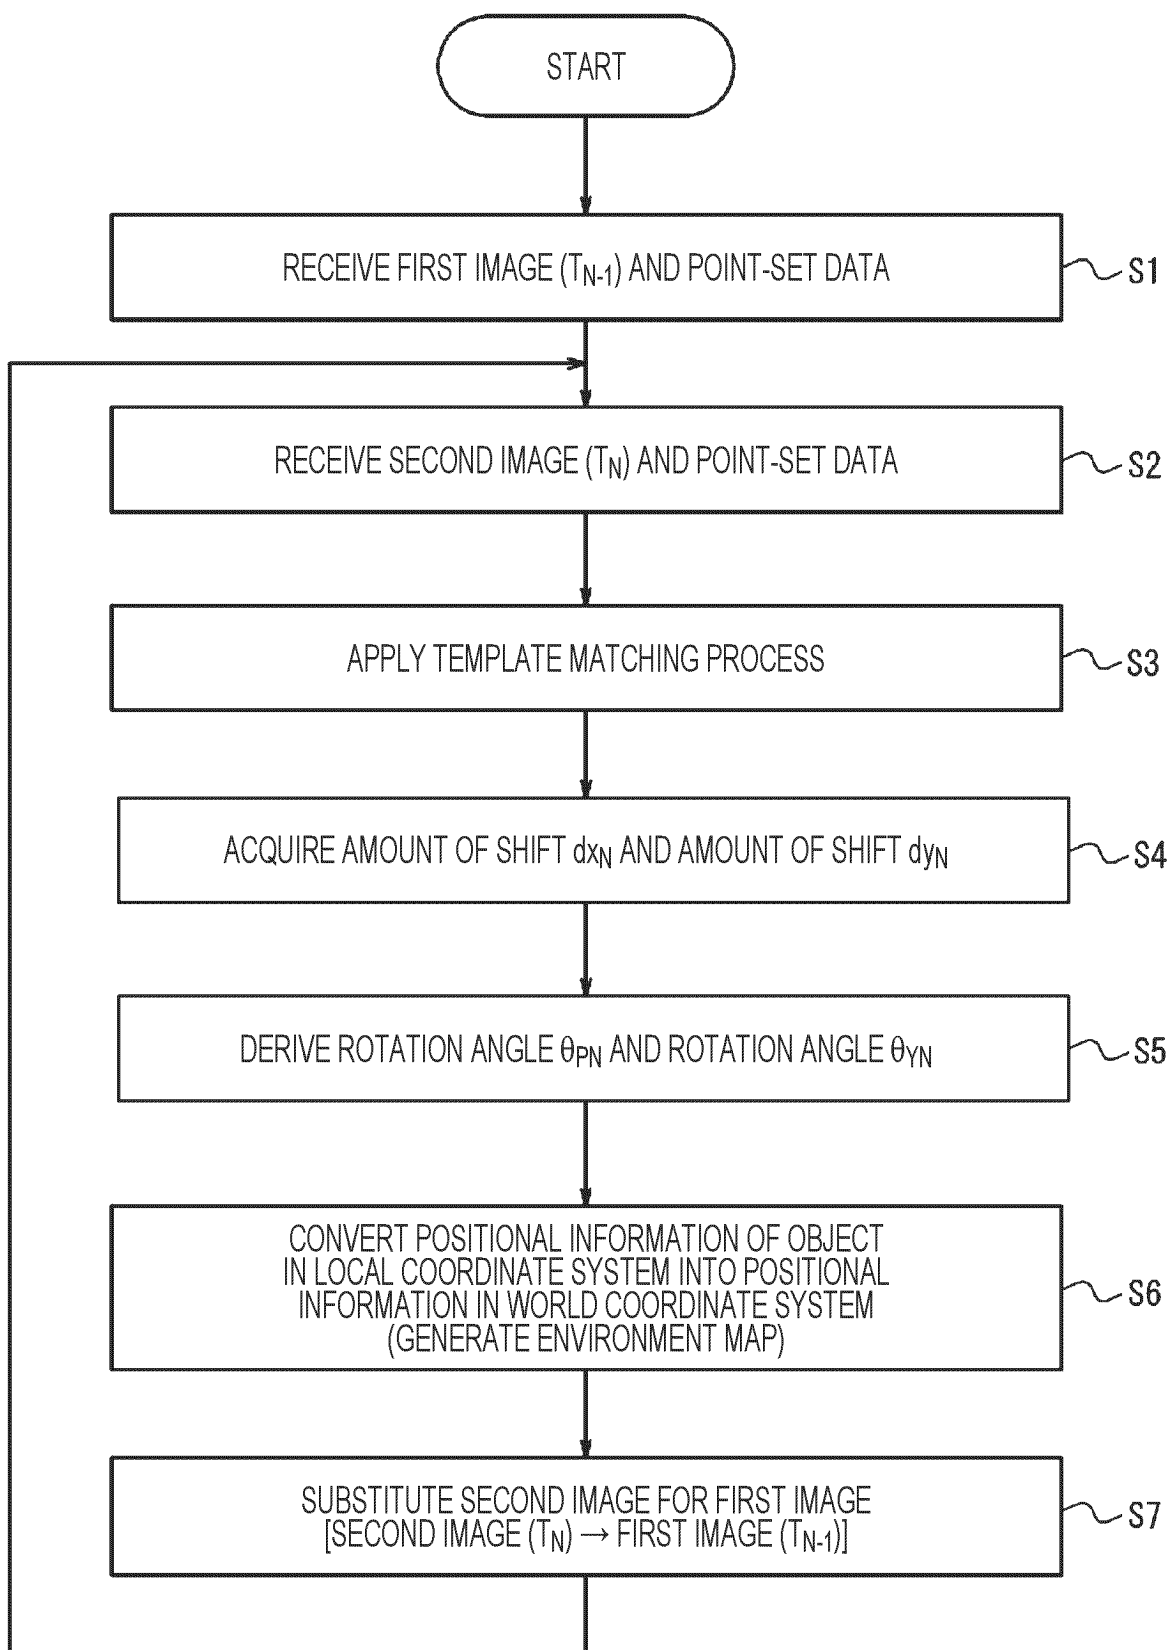 START
RECEIVE FIRST IMAGE (TN-1) AND POINT-SET DATA
S1
RECEIVE SECOND IMAGE (TN) AND POINT-SET DATA
S2
APPLY TEMPLATE MATCHING PROCESS
S3
ACQUIRE AMOUNT OF SHIFT dxN AND AMOUNT OF SHIFT dyN
S4
DERIVE ROTATION ANGLE θPN AND ROTATION ANGLE θYN
S5
CONVERT POSITIONAL INFORMATION OF OBJECT
IN LOCAL COORDINATE SYSTEM INTO POSITIONAL
INFORMATION IN WORLD COORDINATE SYSTEM
(GENERATE ENVIRONMENT MAP)
S6
SUBSTITUTE SECOND IMAGE FOR FIRST IMAGE
[SECOND IMAGE (TN) → FIRST IMAGE (TN-1)]
S7